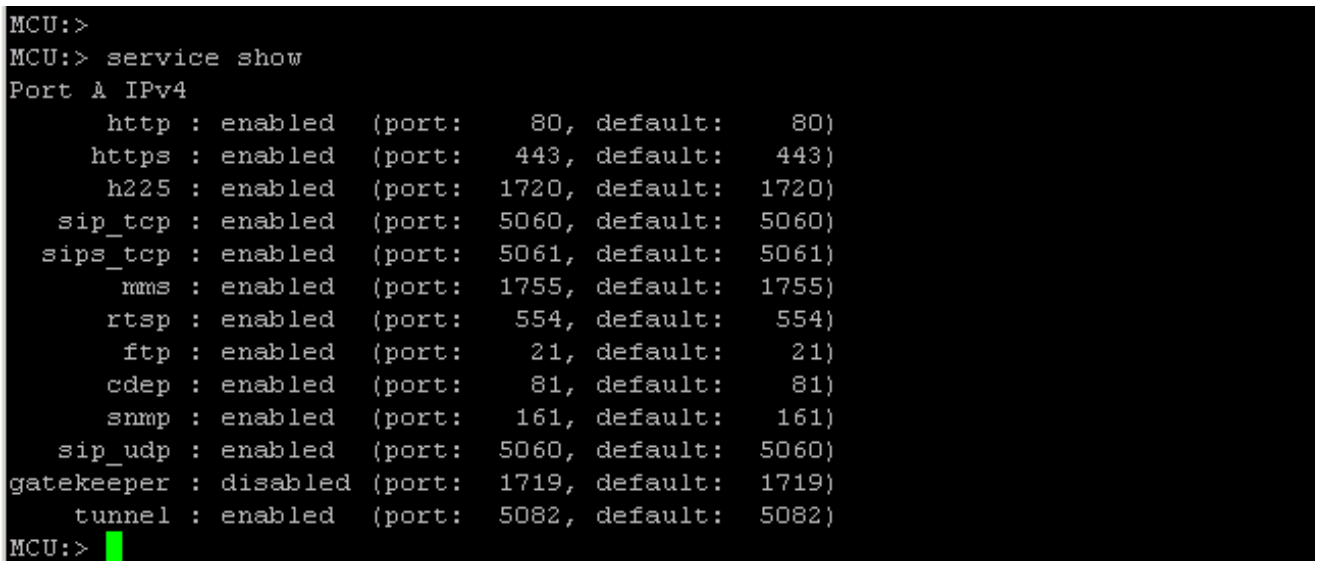 MCU:>
MCU:> service show
Port A IPv4
http : enabled (port: 80, default: 80)
https : enabled (port: 443, default: 443)
h225 : enabled (port: 1720, default: 1720)
sip_tcp : enabled (port: 5060, default: 5060)
sips_tcp : enabled (port: 5061, default: 5061)
mms : enabled (port: 1755, default: 1755)
rtsp : enabled (port: 554, default: 554)
ftp : enabled (port: 21, default: 21)
cdep : enabled (port: 81, default: 81)
snmp : enabled (port: 161, default: 161)
sip_udp : enabled (port: 5060, default: 5060)
gatekeeper : disabled (port: 1719, default: 1719)
tunnel : enabled (port: 5082, default: 5082)
MCU:>